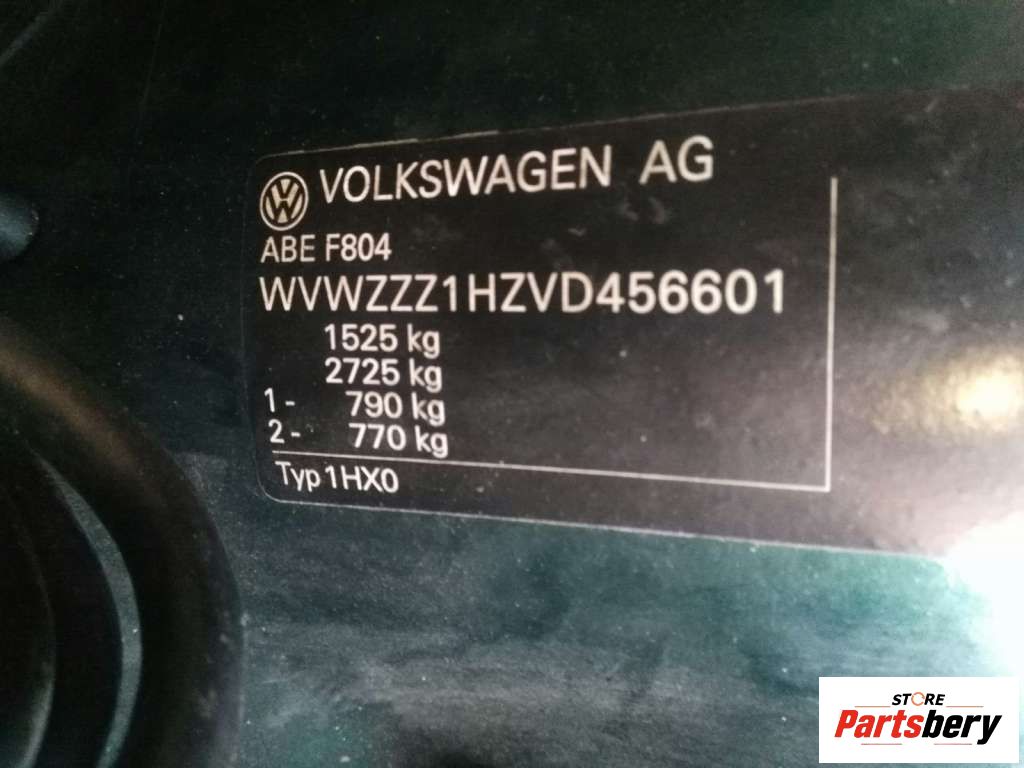 VOLKSWAGEN AG
ABE F804
WVWZZZ1HZVD456601
1525 kg
2725 kg
1- 790 kg
2- 770 kg
Typ 1HX0
STORE
Partsbery